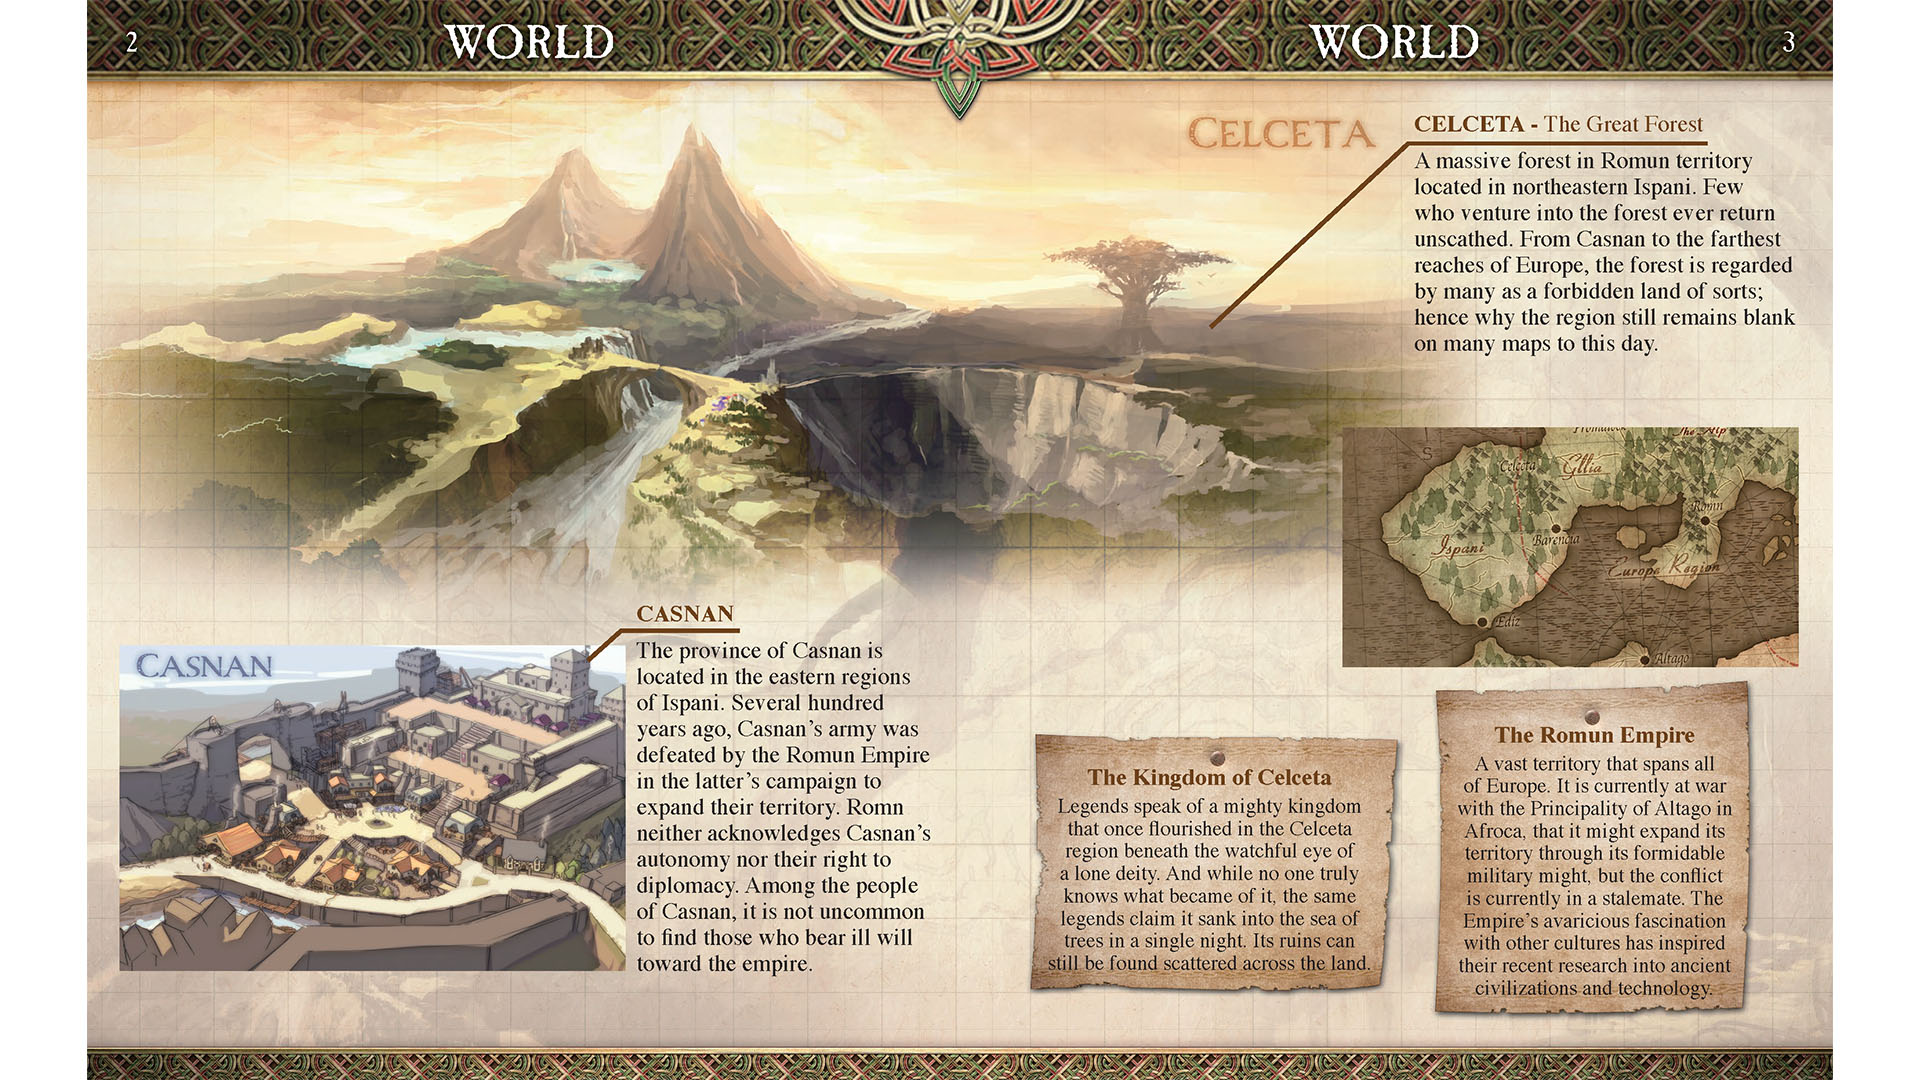 2
WORLD
WORLD
3
CELCETA
CELCETA - The Great Forest
A massive forest in Romun territory
located in northeastern Ispani. Few
who venture into the forest ever return
unscathed. From Casnan to the farthest
reaches of Europe, the forest is regarded
by many as a forbidden land of sorts;
hence why the region still remains blank
on many maps to this day.
S
The Alp
Celceta
Gllia
Romn
Ispani
Barencia
Europe Region
Ediz
Altago
CASNAN
CASNAN
The province of Casnan is
located in the eastern regions
of Ispani. Several hundred
years ago, Casnan's army was
defeated by the Romun Empire
in the latter's campaign to
expand their territory. Romn
neither acknowledges Casnan's
autonomy nor their right to
diplomacy. Among the people
of Casnan, it is not uncommon
to find those who bear ill will
toward the empire.
The Kingdom of Celceta
Legends speak of a mighty kingdom
that once flourished in the Celceta
region beneath the watchful eye of
a lone deity. And while no one truly
knows what became of it, the same
legends claim it sank into the sea of
trees in a single night. Its ruins can
still be found scattered across the land.
The Romun Empire
A vast territory that spans all
of Europe. It is currently at war
with the Principality of Altago in
Afroca, that it might expand its
territory through its formidable
military might, but the conflict
is currently in a stalemate. The
Empire's avaricious fascination
with other cultures has inspired
their recent research into ancient
civilizations and technology.